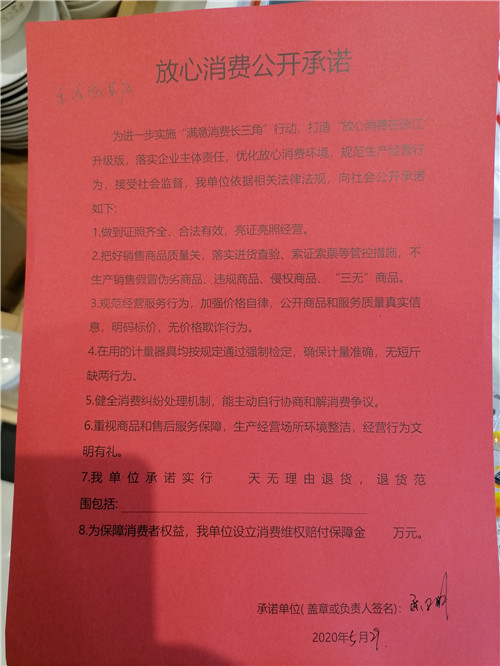 放心消费公开承诺
为进一步实施“满意消费长三角”行动，打造“放心消费在浙江”
升级版，落实企业主体责任，优化放心消费环境，规范生产经营行
为，接受社会监督，我单位依据相关法律法规，向社会公开承诺
如下:
1.做到证照齐全、合法有效，亮证亮照经营。
2.把好销售商品质量关，落实进货查验、索证索票等管控措施，不
生产销售假冒伪劣商品、违规商品、侵权商品、“三无”商品。
3.规范经营服务行为，加强价格自律，公开商品和服务质量真实信
息，明码标价，无价格欺诈行为。
4.在用的计量器具均按规定通过强制检定，确保计量准确，无短斤
缺两行为。
5.健全消费纠纷处理机制，能主动自行协商和解消费争议。
6.重视商品和售后服务保障，生产经营场所环境整洁，经营行为文
明有礼。
7.我单位承诺实行 天无理由退货，退货范
围包括:
8.为保障消费者权益，我单位设立消费维权赔付保障金 万元。
承诺单位(盖章或负责人签名):
2020年5月29